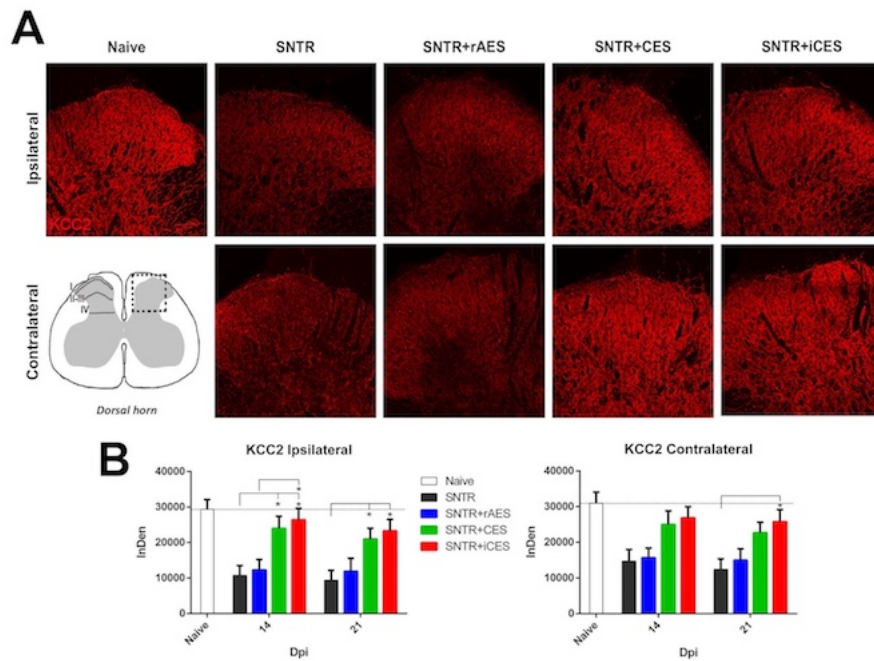 A
Naive SNTR SNTR+rAES SNTR+CES SNTR+iCES
Ipsilateral
KCC2
Contralateral
I
II-III
IV
Dorsal horn
B
KCC2 Ipsilateral
InDen
40000
30000
20000
10000
0
* * *
* *
Naive 14 21
Dpi
Naive
SNTR
SNTR+rAES
SNTR+CES
SNTR+iCES
KCC2 Contralateral
InDen
40000
30000
20000
10000
0
*
Naive 14 21
Dpi